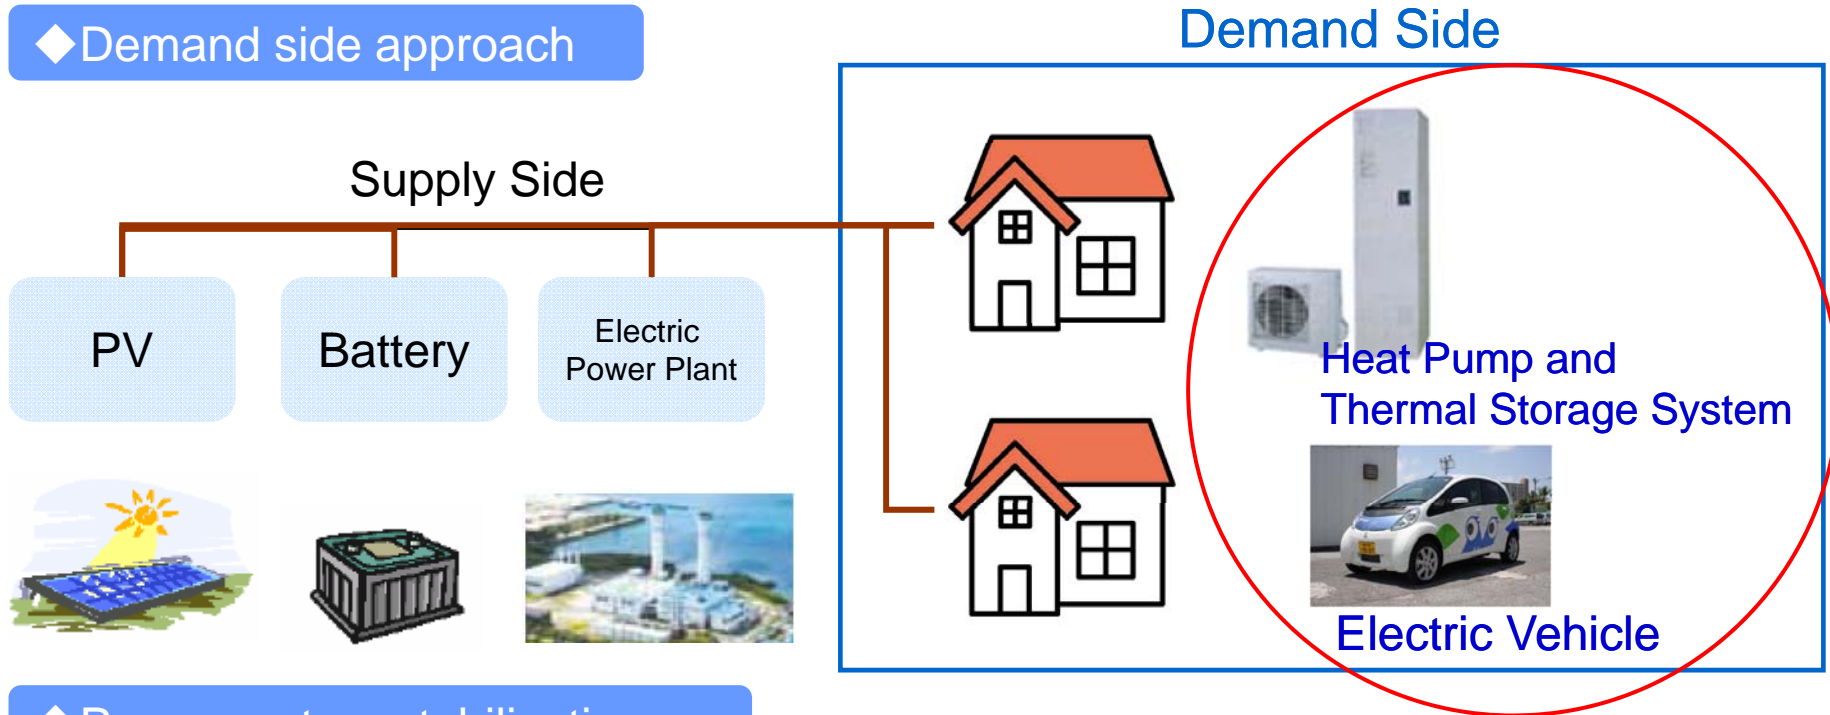 ◆Demand side approach
Demand Side
Supply Side
PV
Battery
Electric
Power Plant
Heat Pump and
Thermal Storage System
Electric Vehicle